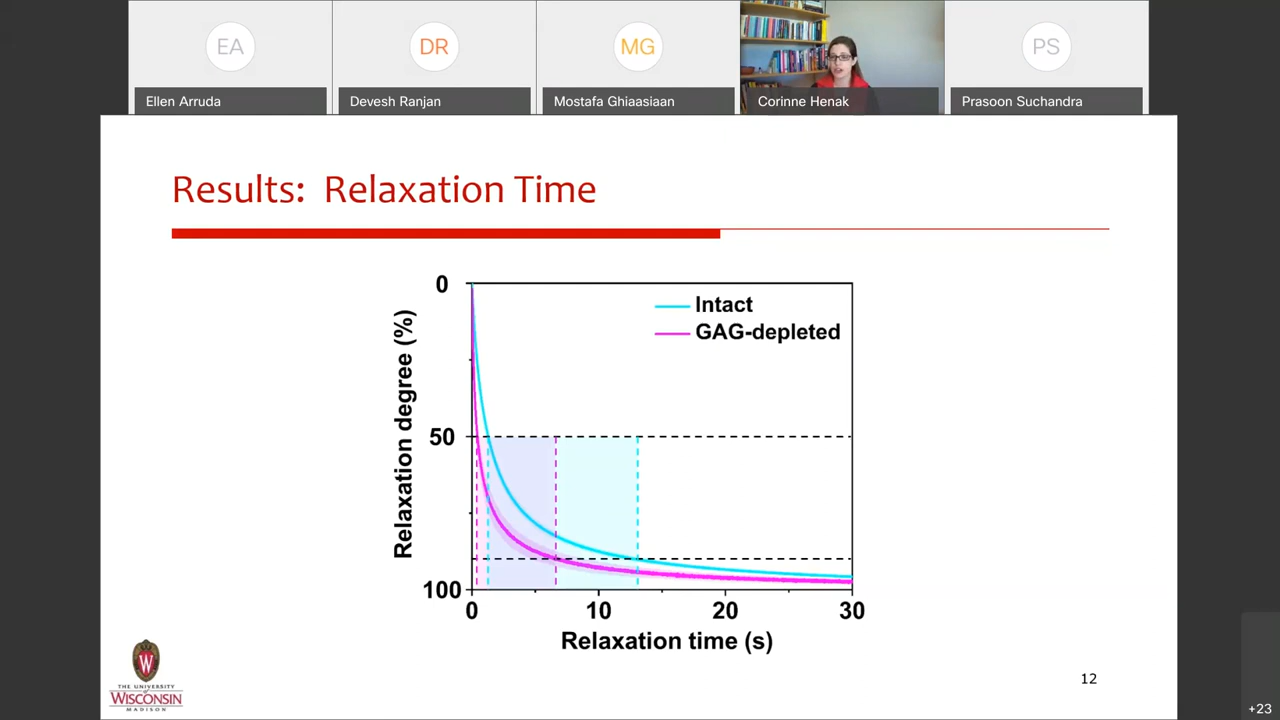 EA
DR
MG
PS
Ellen Arruda
Devesh Ranjan
Mostafa Ghiaasiaan
Corinne Henak
Prasoon Suchandra
Results: Relaxation Time
0
Intact
GAG-depleted
Relaxation degree (%)
50
100
0
10
20
30
Relaxation time (s)
W
THE UNIVERSITY
of
WISCONSIN
MADISON
12
+23